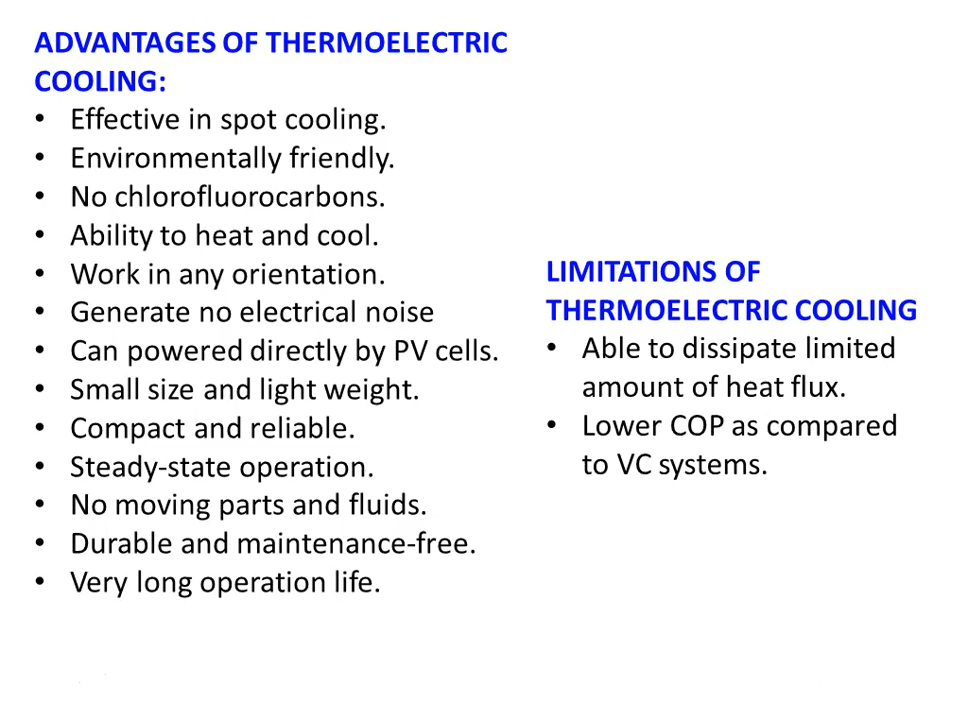 ADVANTAGES OF THERMOELECTRIC
COOLING:
• Effective in spot cooling.
• Environmentally friendly.
• No chlorofluorocarbons.
• Ability to heat and cool.
• Work in any orientation.
• Generate no electrical noise
• Can powered directly by PV cells.
• Small size and light weight.
• Compact and reliable.
• Steady-state operation.
• No moving parts and fluids.
• Durable and maintenance-free.
• Very long operation life.
LIMITATIONS OF
THERMOELECTRIC COOLING
• Able to dissipate limited
amount of heat flux.
• Lower COP as compared
to VC systems.